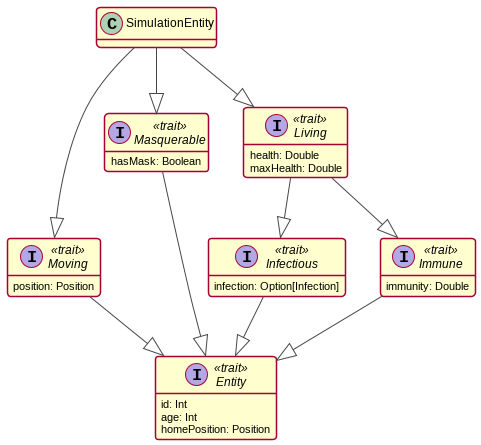 C SimulationEntity
I «trait»
Masquerable
hasMask: Boolean
I «trait»
Living
health: Double
maxHealth: Double
I «trait»
Moving
position: Position
I «trait»
Infectious
infection: Option[Infection]
I «trait»
Immune
immunity: Double
I «trait»
Entity
id: Int
age: Int
homePosition: Position